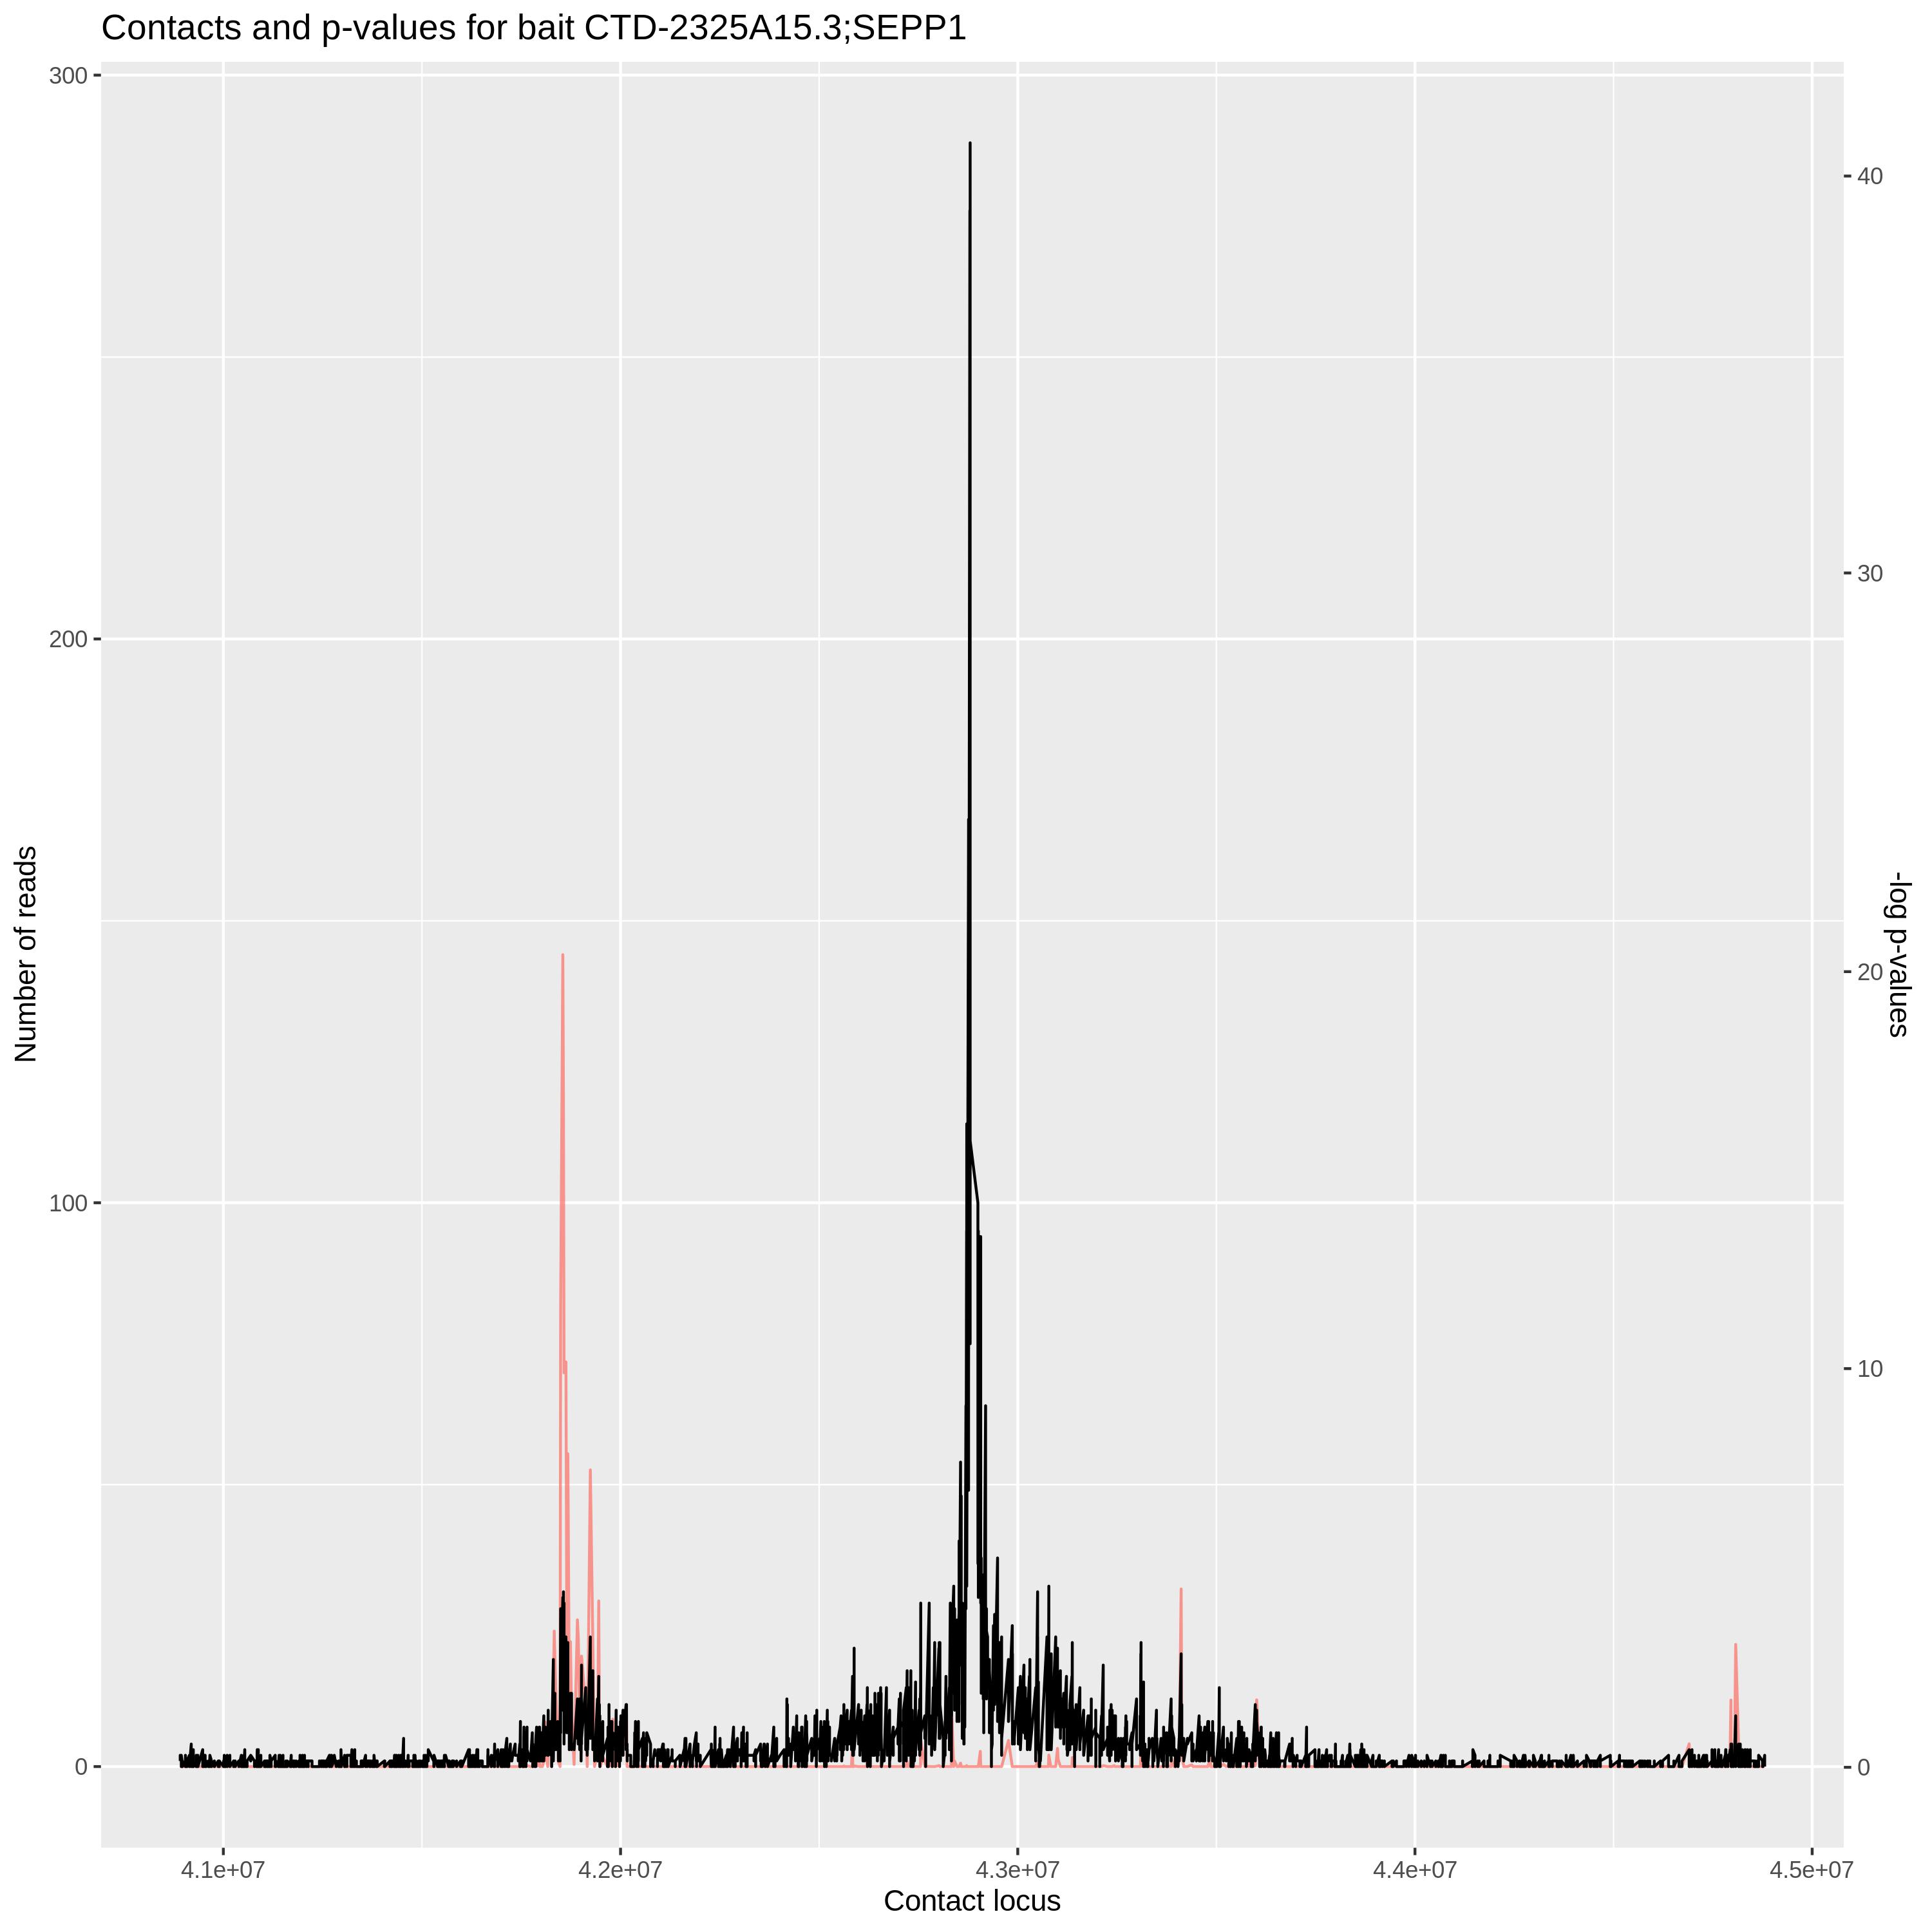 Contacts and p-values for bait CTD-2325A15.3;SEPP1
300
200
100
0
Number of reads
40
30
20
10
0
-log p-values
4.1e+07
4.2e+07
4.3e+07
4.4e+07
4.5e+07
Contact locus